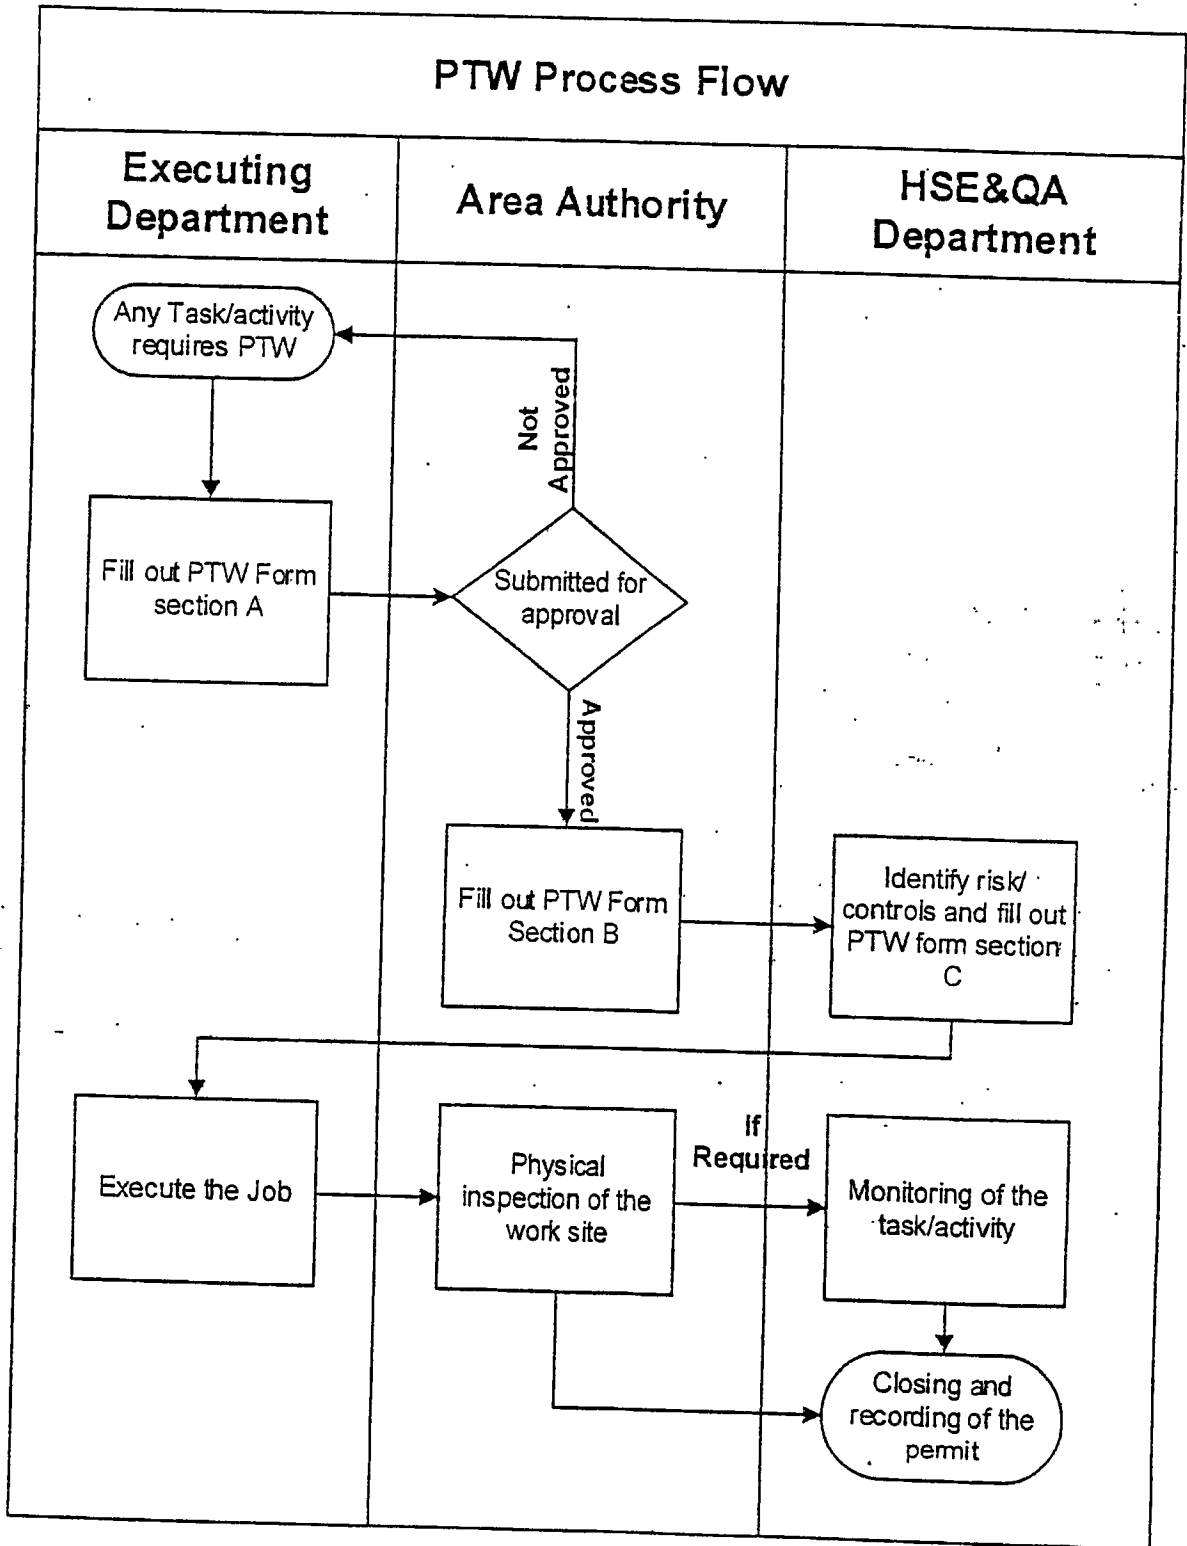 PTW Process Flow
Executing
Department
Area Authority
HSE&QA
Department
Any Task/activity
requires PTW
Not
Approved
Fill out PTW Form
section A
Submitted for
approval
Approved
Fill out PTW Form
Section B
Identify risk/
controls and fill out
PTW form section
C
Execute the Job
Physical
inspection of the
work site
If
Required
Monitoring of the
task/activity
Closing and
recording of the
permit